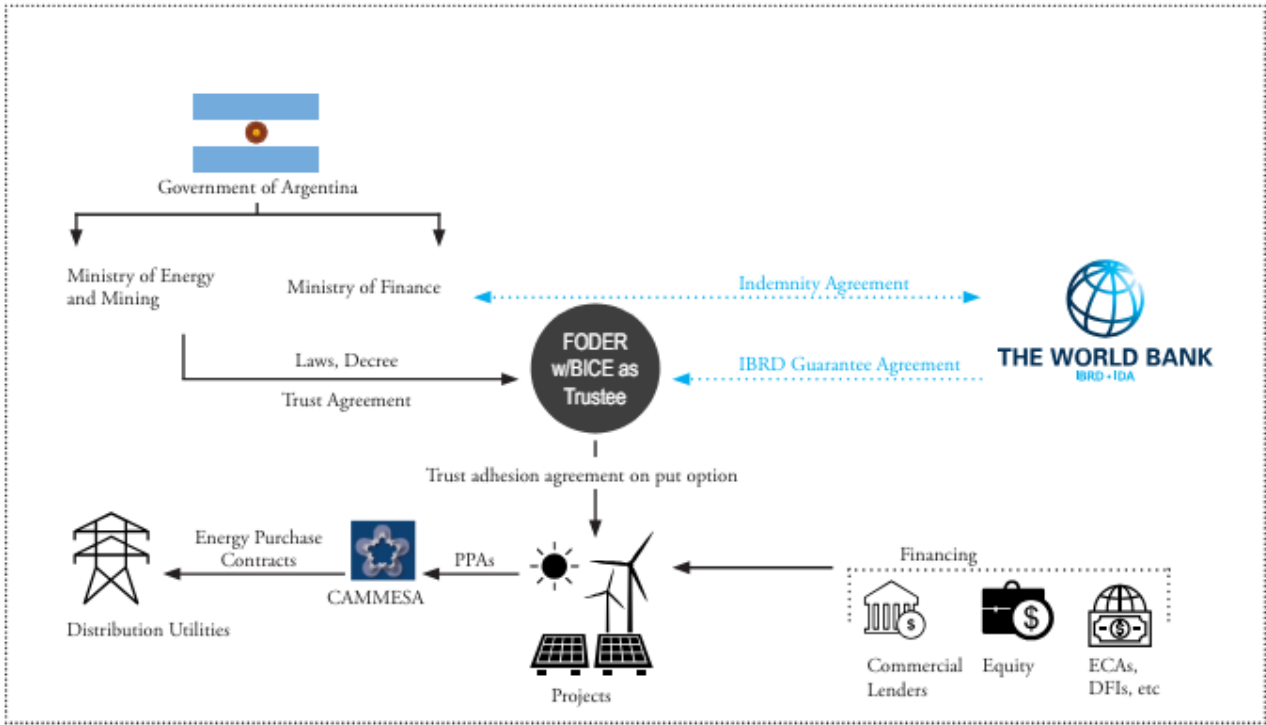 Government of Argentina
Ministry of Energy
and Mining
Ministry of Finance
Indemnity Agreement
THE WORLD BANK
IBRD • IDA
FODER
w/BICE as
Trustee
Laws, Decree
Trust Agreement
IBRD Guarantee Agreement
Trust adhesion agreement on put option
Energy Purchase
Contracts
PPAs
CAMMESA
Distribution Utilities
Projects
Financing
$
$
$
Commercial
Lenders
Equity
ECAs,
DFIs, etc